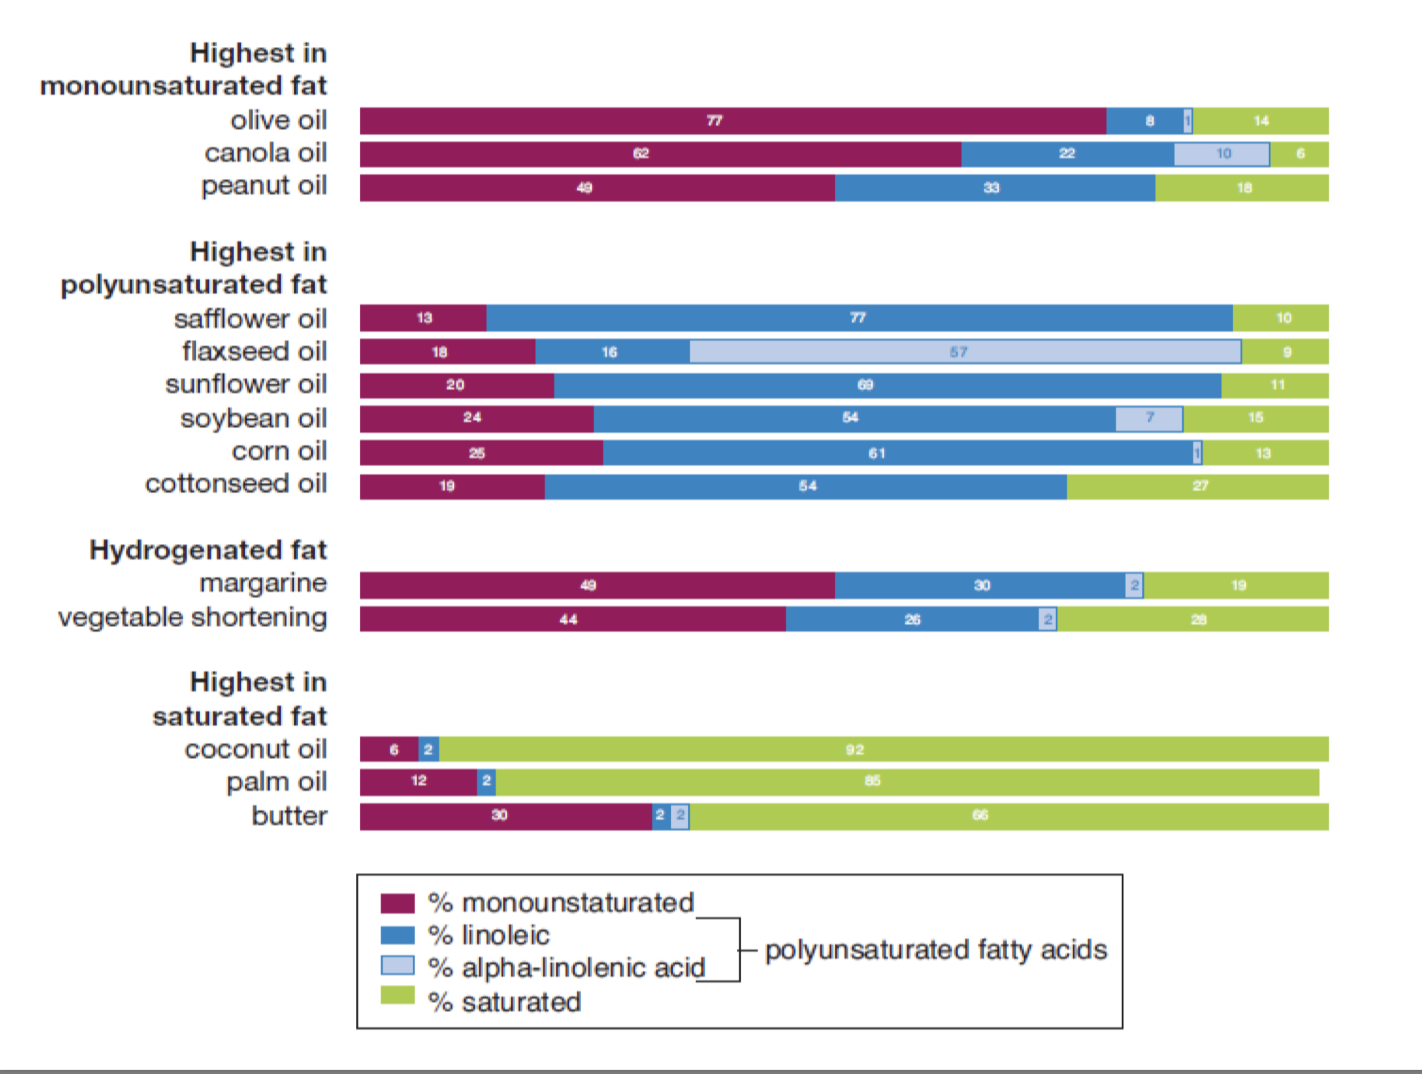 Highest in
monounsaturated fat
olive oil 77 8 1 14
canola oil 62 22 10 6
peanut oil 49 33 18
Highest in
polyunsaturated fat
safflower oil 13 77 10
flaxseed oil 18 16 57 9
sunflower oil 20 69 11
soybean oil 24 54 7 15
corn oil 25 61 1 13
cottonseed oil 19 54 27
Hydrogenated fat
margarine 49 30 2 19
vegetable shortening 44 26 2 28
Highest in
saturated fat
coconut oil 6 2 92
palm oil 12 2 85
butter 30 2 2 66
% monounstaturated
% linoleic
polyunsaturated fatty acids
% alpha-linolenic acid
% saturated